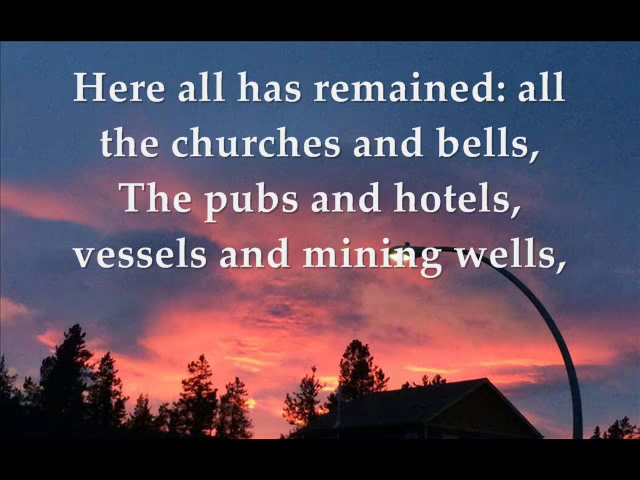 Here all has remained: all
the churches and bells,
The pubs and hotels,
vessels and mining wells,